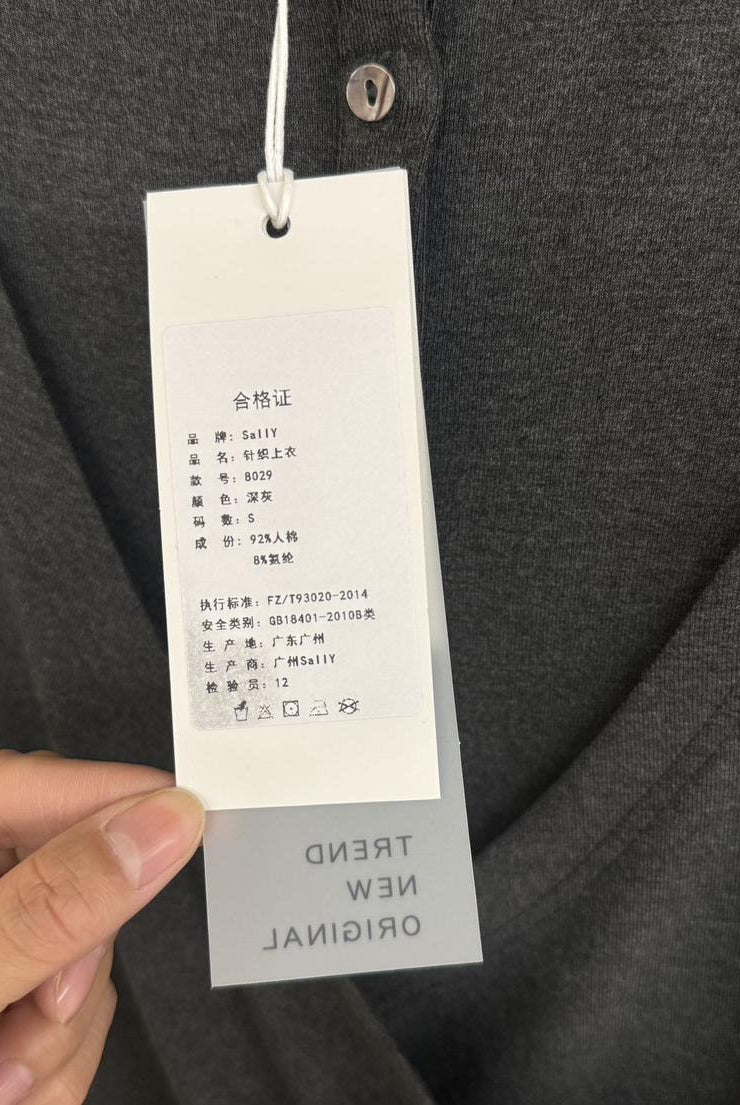 合格证
品 牌：SallY
品 名：针织上衣
款 号：8029
颜 色：深灰
码 数：S
成 份：92%人棉
8%氨纶
执行标准：FZ/T93020-2014
安全类别：GB18401-2010B类
生 产 地：广东广州
生 产 商：广州SallY
检 验 员：12
TREND
NEW
ORIGINAL